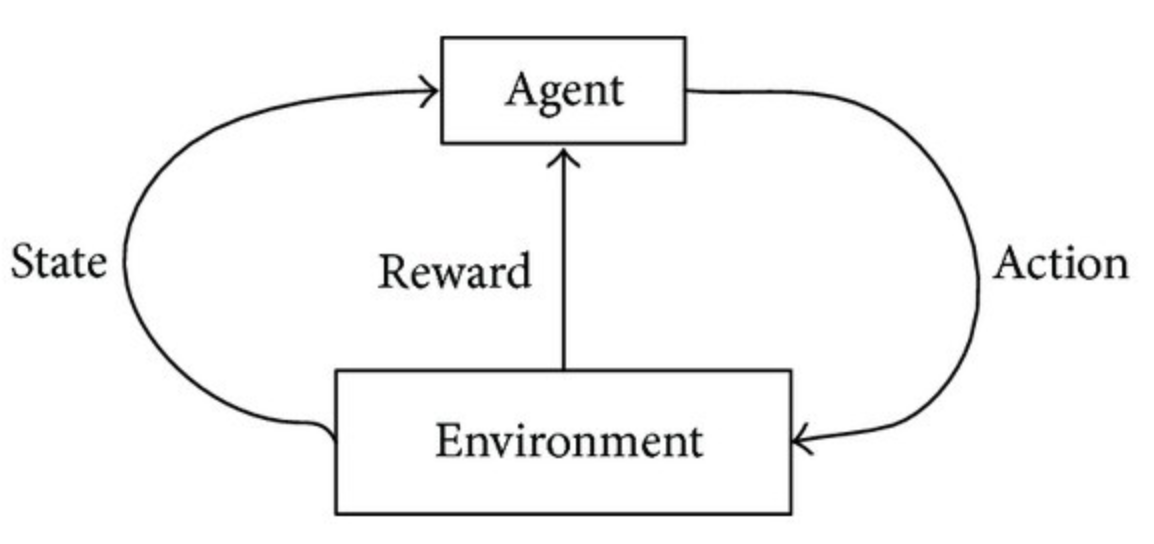 Agent
State
Reward
Action
Environment